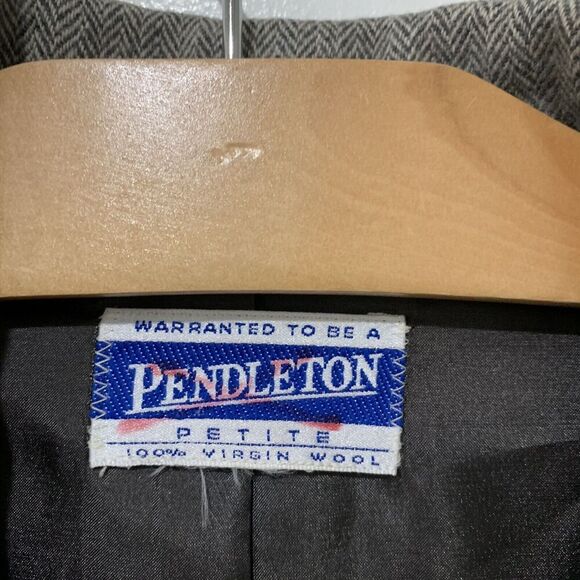 WARRANTED TO BE A
PENDLETON
PETITE
100% VIRGIN WOOL